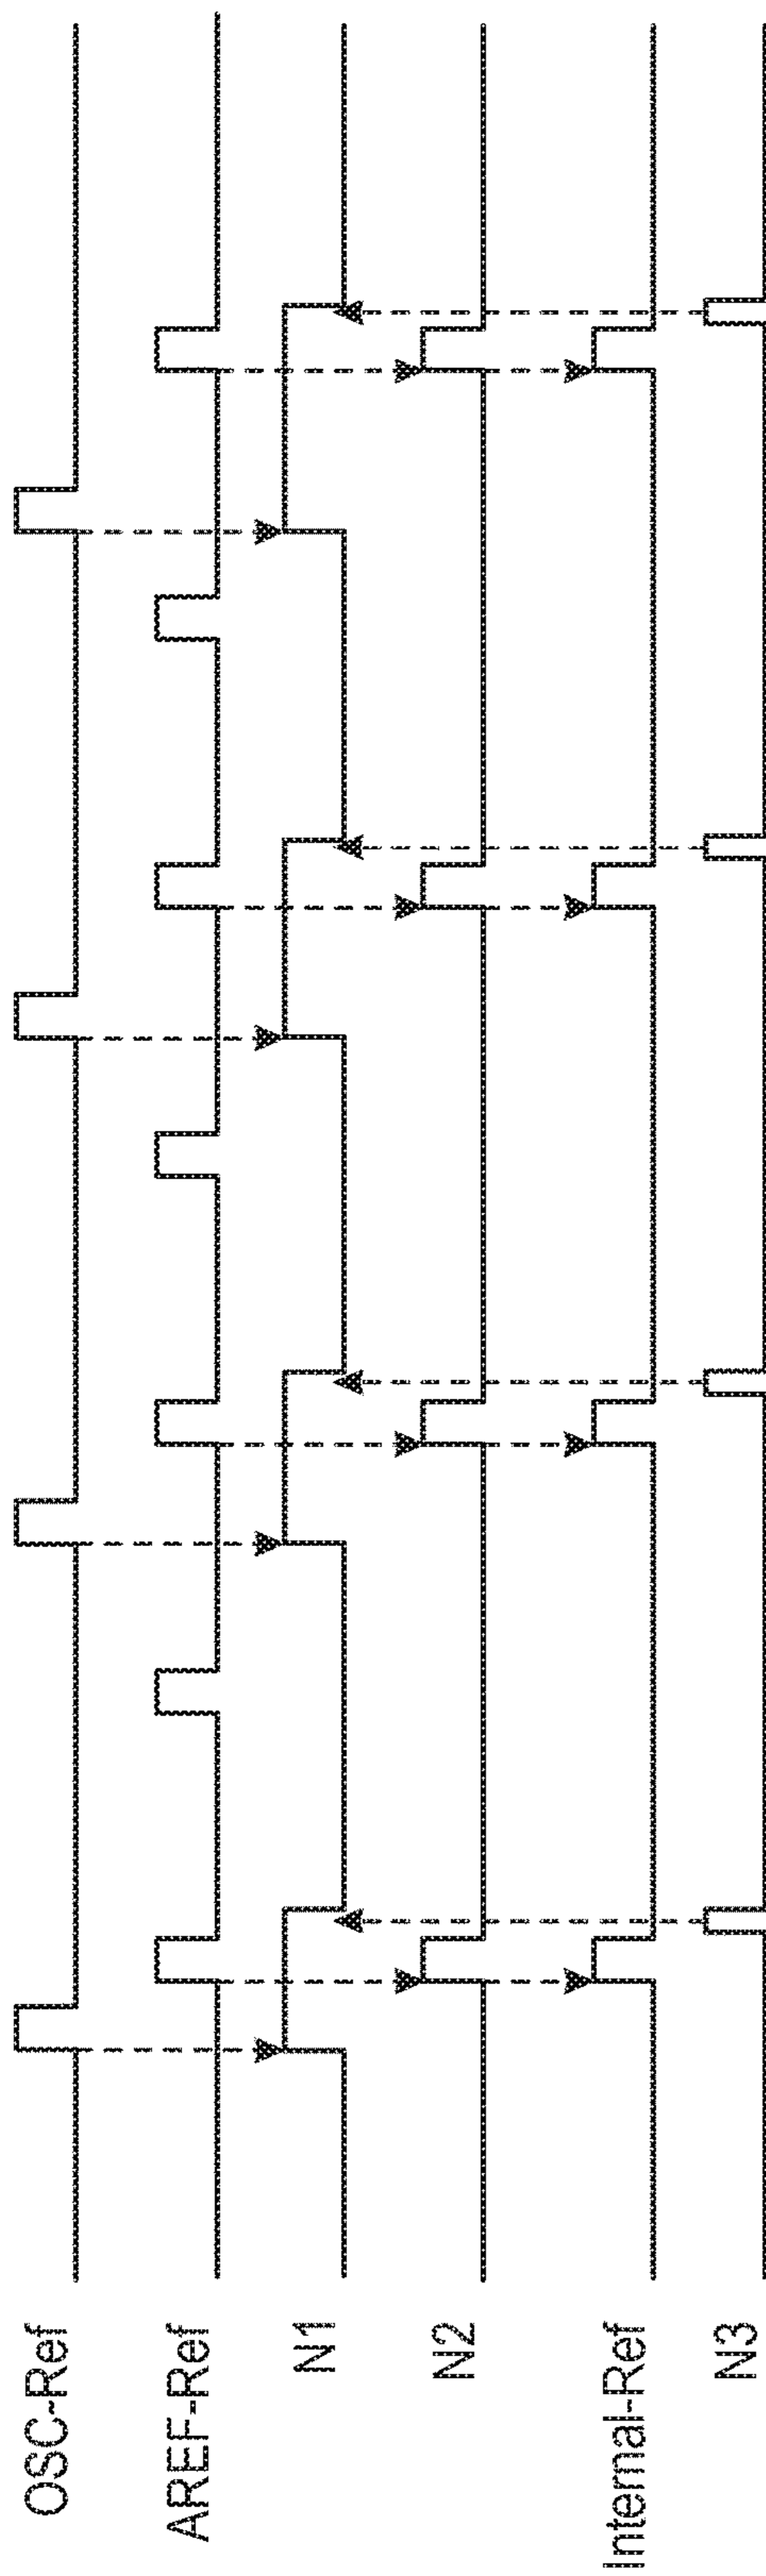 OSC-Ref
AREF-Ref
N1
N2
Internal-Ref
N3